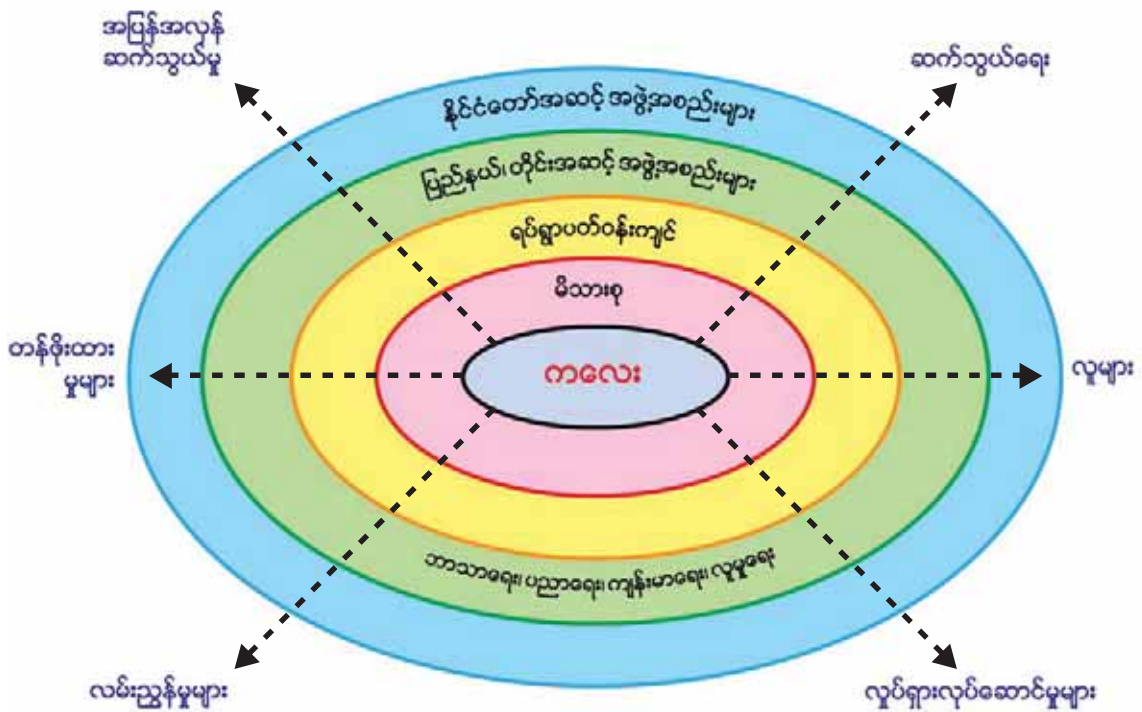 အပြန်အလှန်
ဆက်သွယ်မှု
ဆက်သွယ်ရေး
နိုင်ငံတော်အဆင့် အဖွဲ့အစည်းများ
ပြည်နယ်၊ တိုင်းအဆင့် အဖွဲ့အစည်းများ
ရပ်ရွာပတ်ဝန်းကျင်
မိသားစု
ကလေး
တန်ဖိုးထား
မှုများ
လူများ
ဘာသာရေး၊ ပညာရေး၊ ကျန်းမာရေး၊ လူမှုရေး
လမ်းညွှန်မှုများ
လှုပ်ရှားလုပ်ဆောင်မှုများ